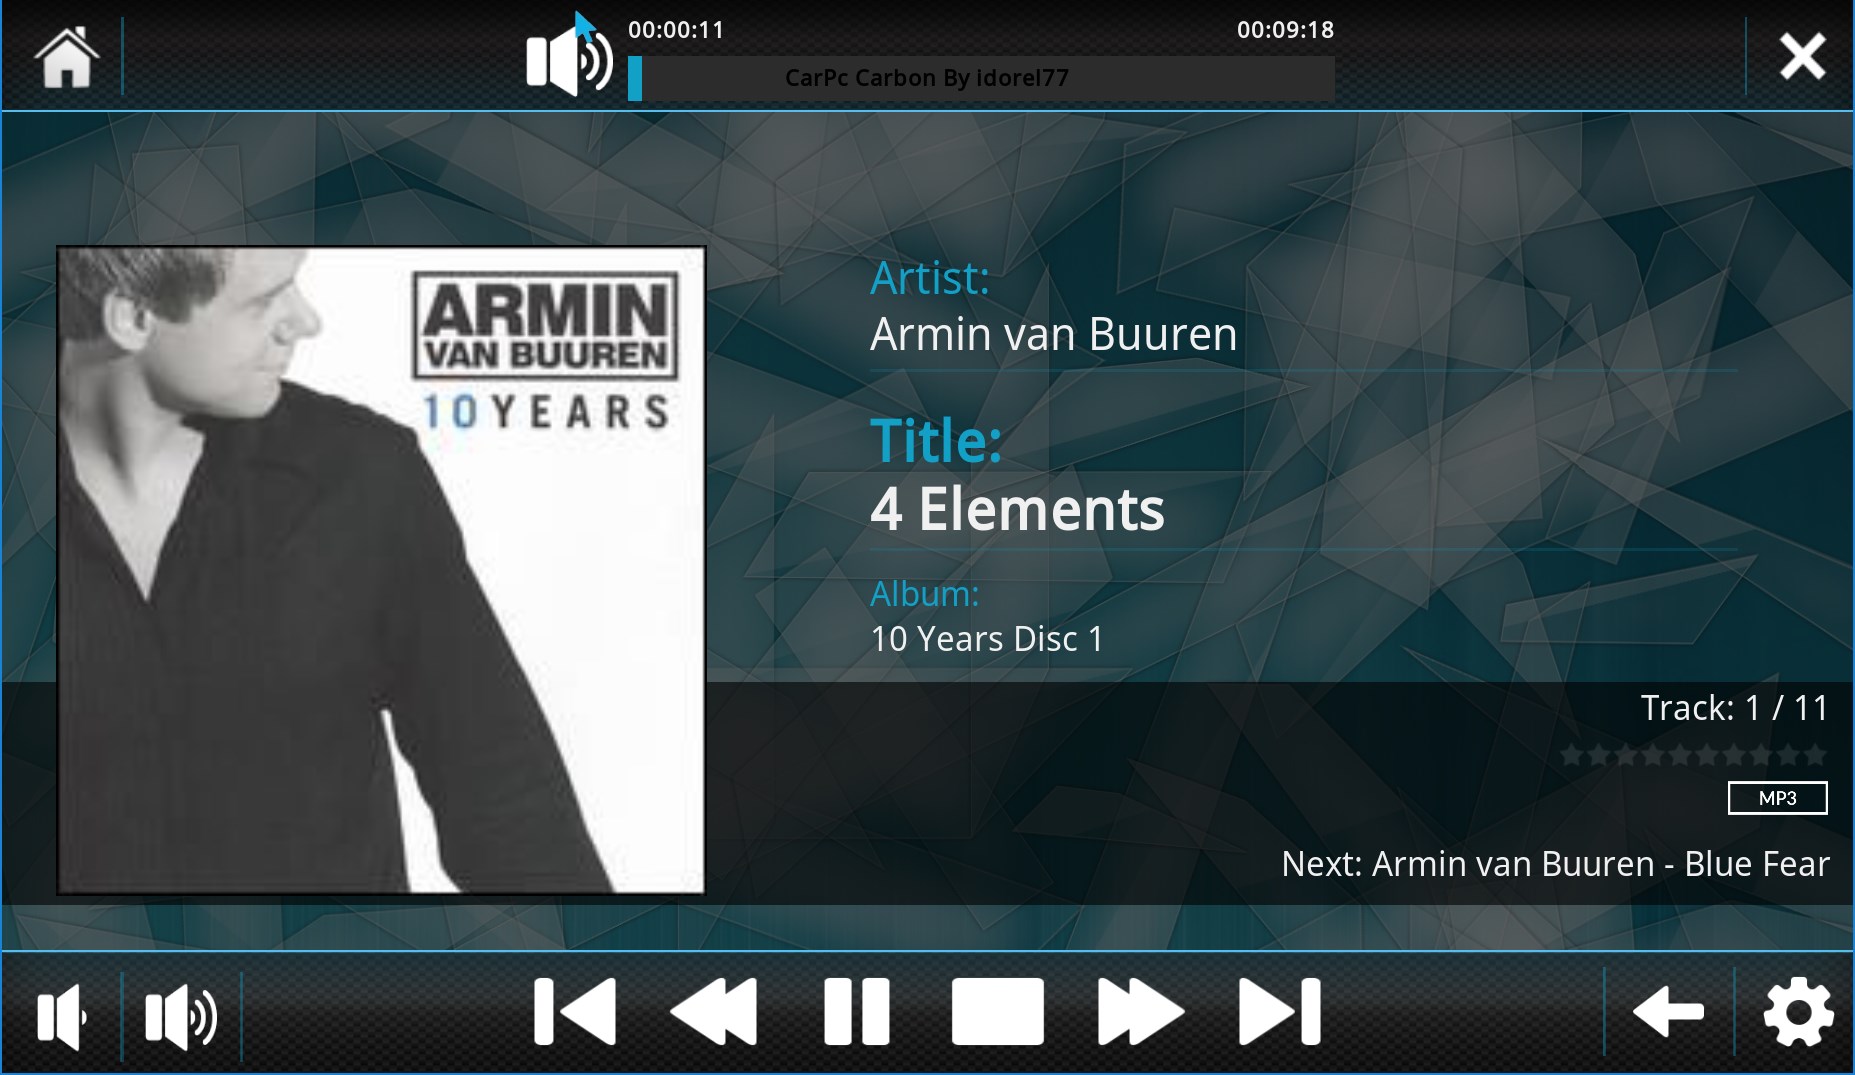 00:00:11
00:09:18
CarPc Carbon By idorel77
ARMIN
VAN BUUREN
10 YEARS
Artist:
Armin van Buuren
Title:
4 Elements
Album:
10 Years Disc 1
Track: 1 / 11
MP3
Next: Armin van Buuren - Blue Fear